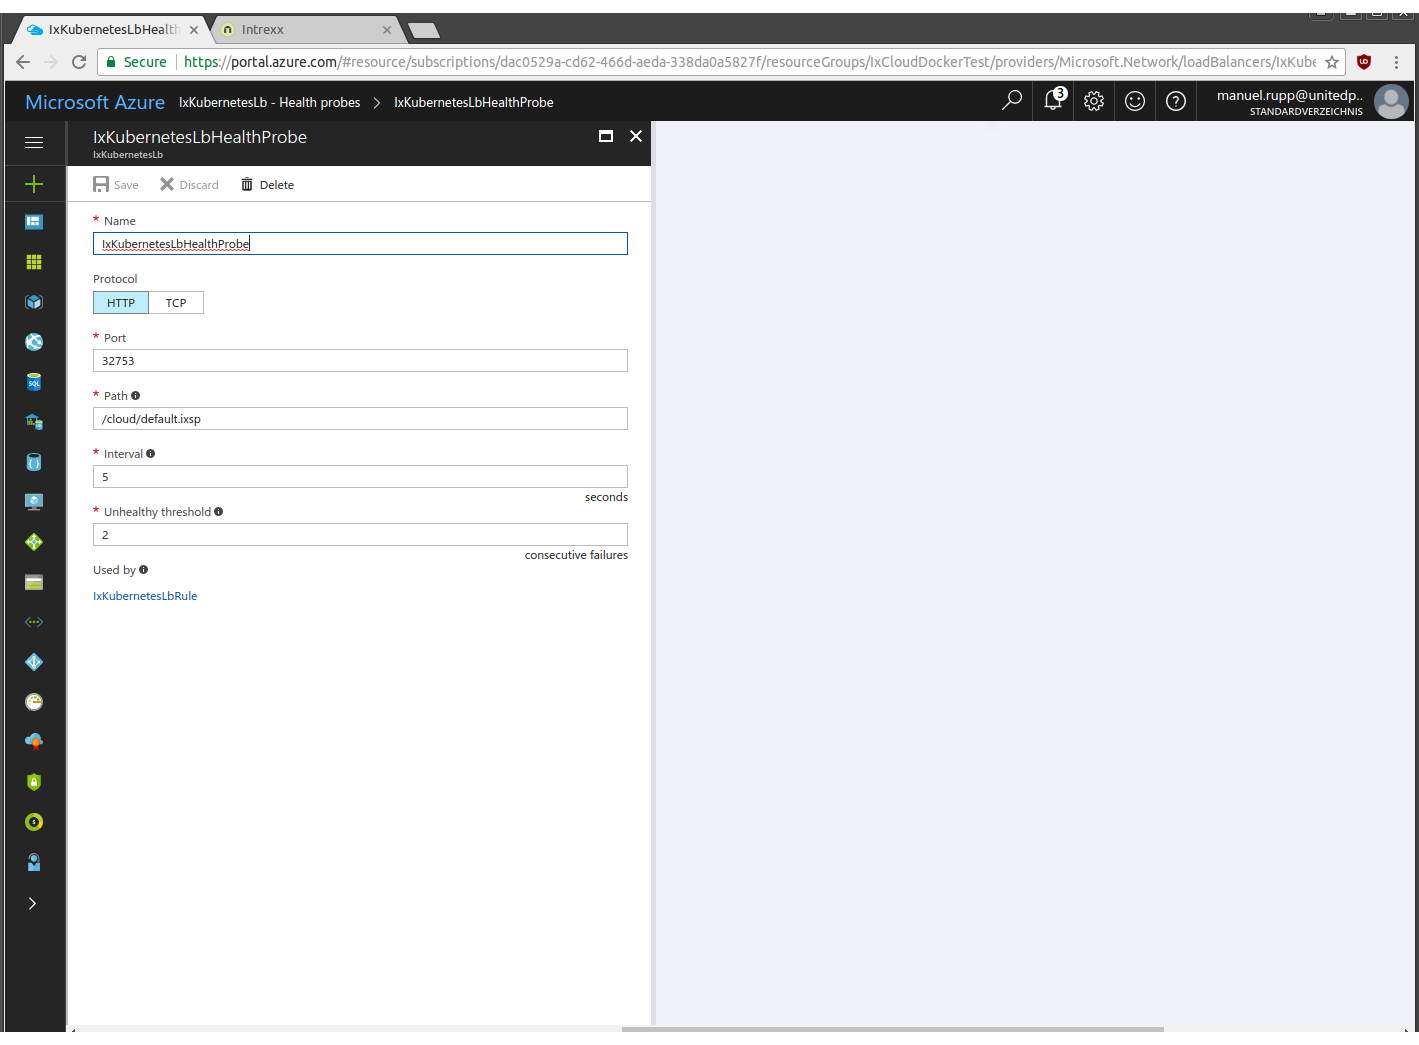 IxKubernetesLbHealth
Intrexx
Secure
https://portal.azure.com/#resource/subscriptions/dac0529a-cd62-466d-aeda-338da0a5827f/resourceGroups/IxCloudDockerTest/providers/Microsoft.Network/loadBalancers/IxKube
Microsoft Azure
IxKubernetesLb - Health probes > IxKubernetesLbHealthProbe
3
manuel.rupp@unitedp..
STANDARDVERZEICHNIS
IxKubernetesLbHealthProbe
IxKubernetesLb
Save
Discard
Delete
* Name
IxKubernetesLbHealthProbe
Protocol
HTTP
TCP
* Port
32753
* Path
/cloud/default.ixsp
* Interval
5
seconds
* Unhealthy threshold
2
consecutive failures
Used by
IxKubernetesLbRule
SQL